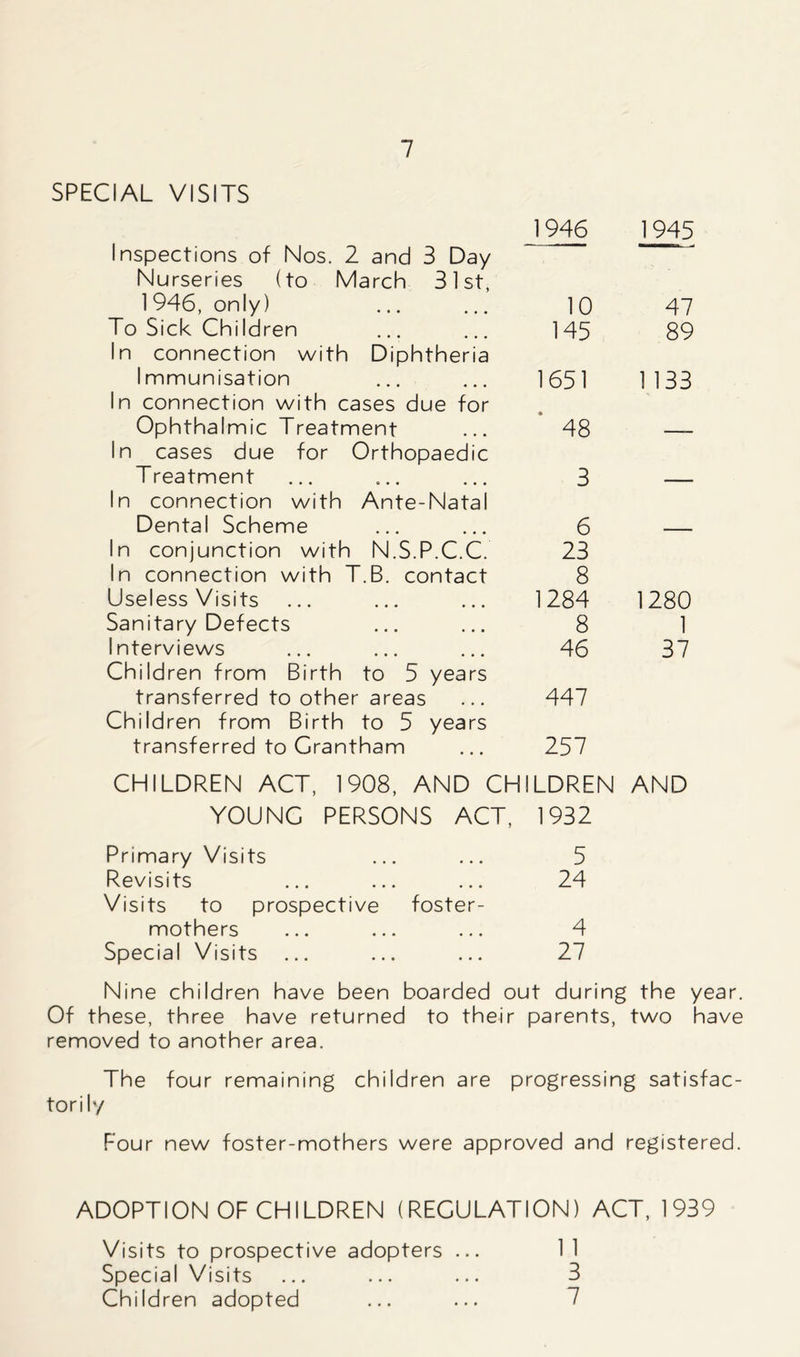 7
SPECIAL VISITS
1946 1945
Inspections of Nos. 2 and 3 Day
Nurseries (to March 31st,
1946, only) ... ... 10 47
To Sick Children ... ... 145 89
In connection with Diphtheria
Immunisation ... ... 1651 1133
In connection with cases due for
Ophthalmic Treatment ... 48 —
In cases due for Orthopaedic
Treatment ... ... ... 3 —
In connection with Ante-Natal
Dental Scheme ... ... 6 —
In conjunction with N.S.P.C.C. 23
In connection with T.B. contact 8
Useless Visits ... ... ... 1284 1280
Sanitary Defects ... ... 8 1
Interviews ... ... ... 46 37
Children from Birth to 5 years
transferred to other areas ... 447
Children from Birth to 5 years
transferred to Grantham ... 257
CHILDREN ACT, 1908, AND CHILDREN AND
YOUNG PERSONS ACT, 1932
Primary Visits ... ... 5
Revisits ... ... ... 24
Visits to prospective foster-
mothers ... ... ... 4
Special Visits ... ... ... 27
Nine children have been boarded out during the year.
Of these, three have returned to their parents, two have
removed to another area.
The four remaining children are progressing satisfac-
torily
Four new foster-mothers were approved and registered.
ADOPTION OF CHILDREN (REGULATION) ACT, 1939
Visits to prospective adopters ... 11
Special Visits ... ... ... 3
Children adopted ... ... 7